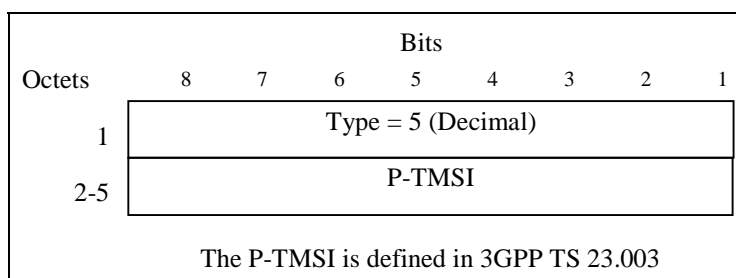 Bits
Octets 8 7 6 5 4 3 2 1
1 Type = 5 (Decimal)
2-5 P-TMSI
The P-TMSI is defined in 3GPP TS 23.003